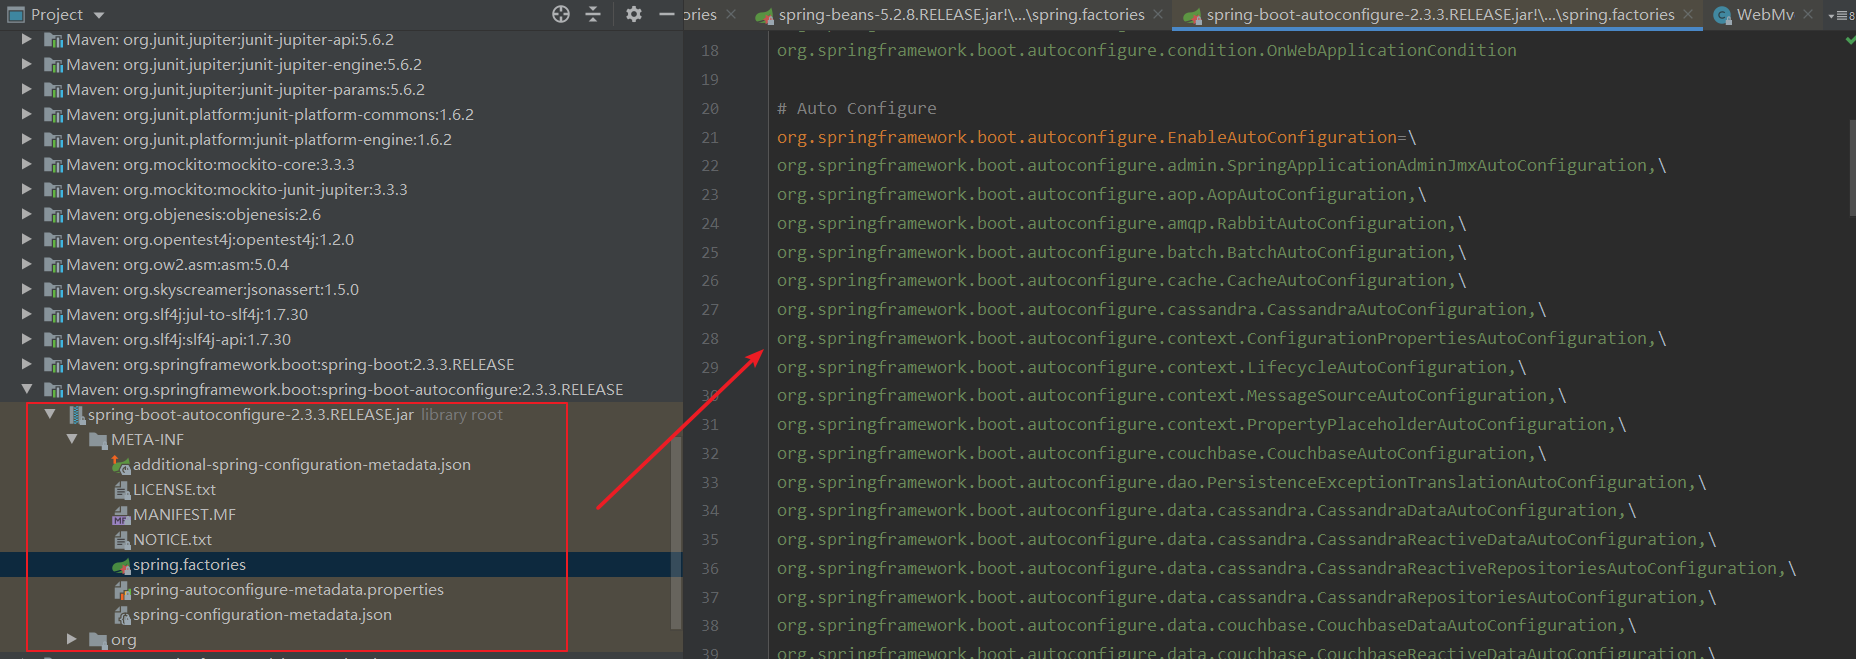 Project
Maven: org.junit.jupiter:junit-jupiter-api:5.6.2
Maven: org.junit.jupiter:junit-jupiter-engine:5.6.2
Maven: org.junit.jupiter:junit-jupiter-params:5.6.2
Maven: org.junit.platform:junit-platform-commons:1.6.2
Maven: org.junit.platform:junit-platform-engine:1.6.2
Maven: org.mockito:mockito-core:3.3.3
Maven: org.mockito:mockito-junit-jupiter:3.3.3
Maven: org.objenesis:objenesis:2.6
Maven: org.opentest4j:opentest4j:1.2.0
Maven: org.ow2.asm:asm:5.0.4
Maven: org.skyscreamer:jsonassert:1.5.0
Maven: org.slf4j:jul-to-slf4j:1.7.30
Maven: org.slf4j:slf4j-api:1.7.30
Maven: org.springframework.boot:spring-boot:2.3.3.RELEASE
Maven: org.springframework.boot:spring-boot-autoconfigure:2.3.3.RELEASE
spring-boot-autoconfigure-2.3.3.RELEASE.jar library root
META-INF
additional-spring-configuration-metadata.json
LICENSE.txt
MANIFEST.MF
NOTICE.txt
spring.factories
spring-autoconfigure-metadata.properties
spring-configuration-metadata.json
org
ories spring-beans-5.2.8.RELEASE.jar!\...\spring.factories spring-boot-autoconfigure-2.3.3.RELEASE.jar!\...\spring.factories WebMv 8
18 org.springframework.boot.autoconfigure.condition.OnWebApplicationCondition
19
20 # Auto Configure
21 org.springframework.boot.autoconfigure.EnableAutoConfiguration=\
22 org.springframework.boot.autoconfigure.admin.SpringApplicationAdminJmxAutoConfiguration,\
23 org.springframework.boot.autoconfigure.aop.AopAutoConfiguration,\
24 org.springframework.boot.autoconfigure.amqp.RabbitAutoConfiguration,\
25 org.springframework.boot.autoconfigure.batch.BatchAutoConfiguration,\
26 org.springframework.boot.autoconfigure.cache.CacheAutoConfiguration,\
27 org.springframework.boot.autoconfigure.cassandra.CassandraAutoConfiguration,\
28 org.springframework.boot.autoconfigure.context.ConfigurationPropertiesAutoConfiguration,\
29 org.springframework.boot.autoconfigure.context.LifecycleAutoConfiguration,\
30 org.springframework.boot.autoconfigure.context.MessageSourceAutoConfiguration,\
31 org.springframework.boot.autoconfigure.context.PropertyPlaceholderAutoConfiguration,\
32 org.springframework.boot.autoconfigure.couchbase.CouchbaseAutoConfiguration,\
33 org.springframework.boot.autoconfigure.dao.PersistenceExceptionTranslationAutoConfiguration,\
34 org.springframework.boot.autoconfigure.data.cassandra.CassandraDataAutoConfiguration,\
35 org.springframework.boot.autoconfigure.data.cassandra.CassandraReactiveDataAutoConfiguration,\
36 org.springframework.boot.autoconfigure.data.cassandra.CassandraReactiveRepositoriesAutoConfiguration,\
37 org.springframework.boot.autoconfigure.data.cassandra.CassandraRepositoriesAutoConfiguration,\
38 org.springframework.boot.autoconfigure.data.couchbase.CouchbaseDataAutoConfiguration,\
39 org.springframework.boot.autoconfigure.data.couchbase.CouchbaseReactiveDataAutoConfiguration,\